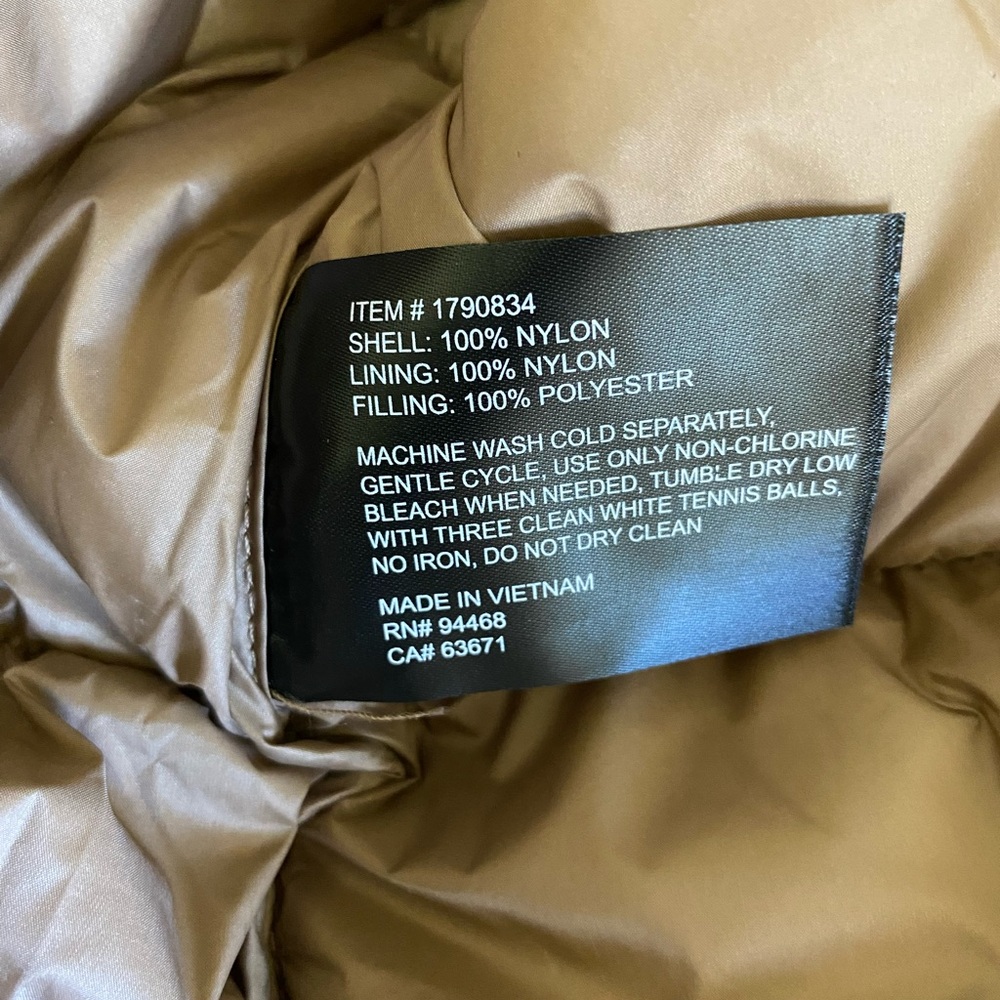 ITEM # 1790834
SHELL: 100% NYLON
LINING: 100% NYLON
FILLING: 100% POLYESTER
MACHINE WASH COLD SEPARATELY,
GENTLE CYCLE, USE ONLY NON-CHLORINE
BLEACH WHEN NEEDED, TUMBLE DRY LOW
WITH THREE CLEAN WHITE TENNIS BALLS,
NO IRON, DO NOT DRY CLEAN
MADE IN VIETNAM
RN# 94468
CA# 63671